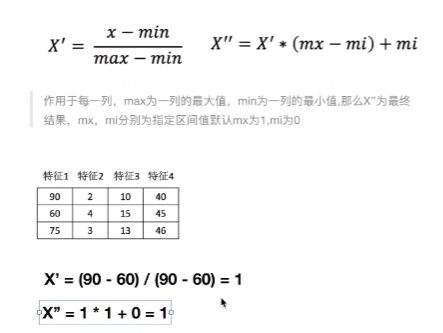 X' = x − min / max − min X'' = X' * (mx − mi) + mi
作用于每一列，max为一列的最大值，min为一列的最小值,那么X”为最终
结果，mx，mi分别为指定区间值默认mx为1,mi为0
特征1 特征2 特征3 特征4
90 2 10 40
60 4 15 45
75 3 13 46
X’ = (90 - 60) / (90 - 60) = 1
X” = 1 * 1 + 0 = 1